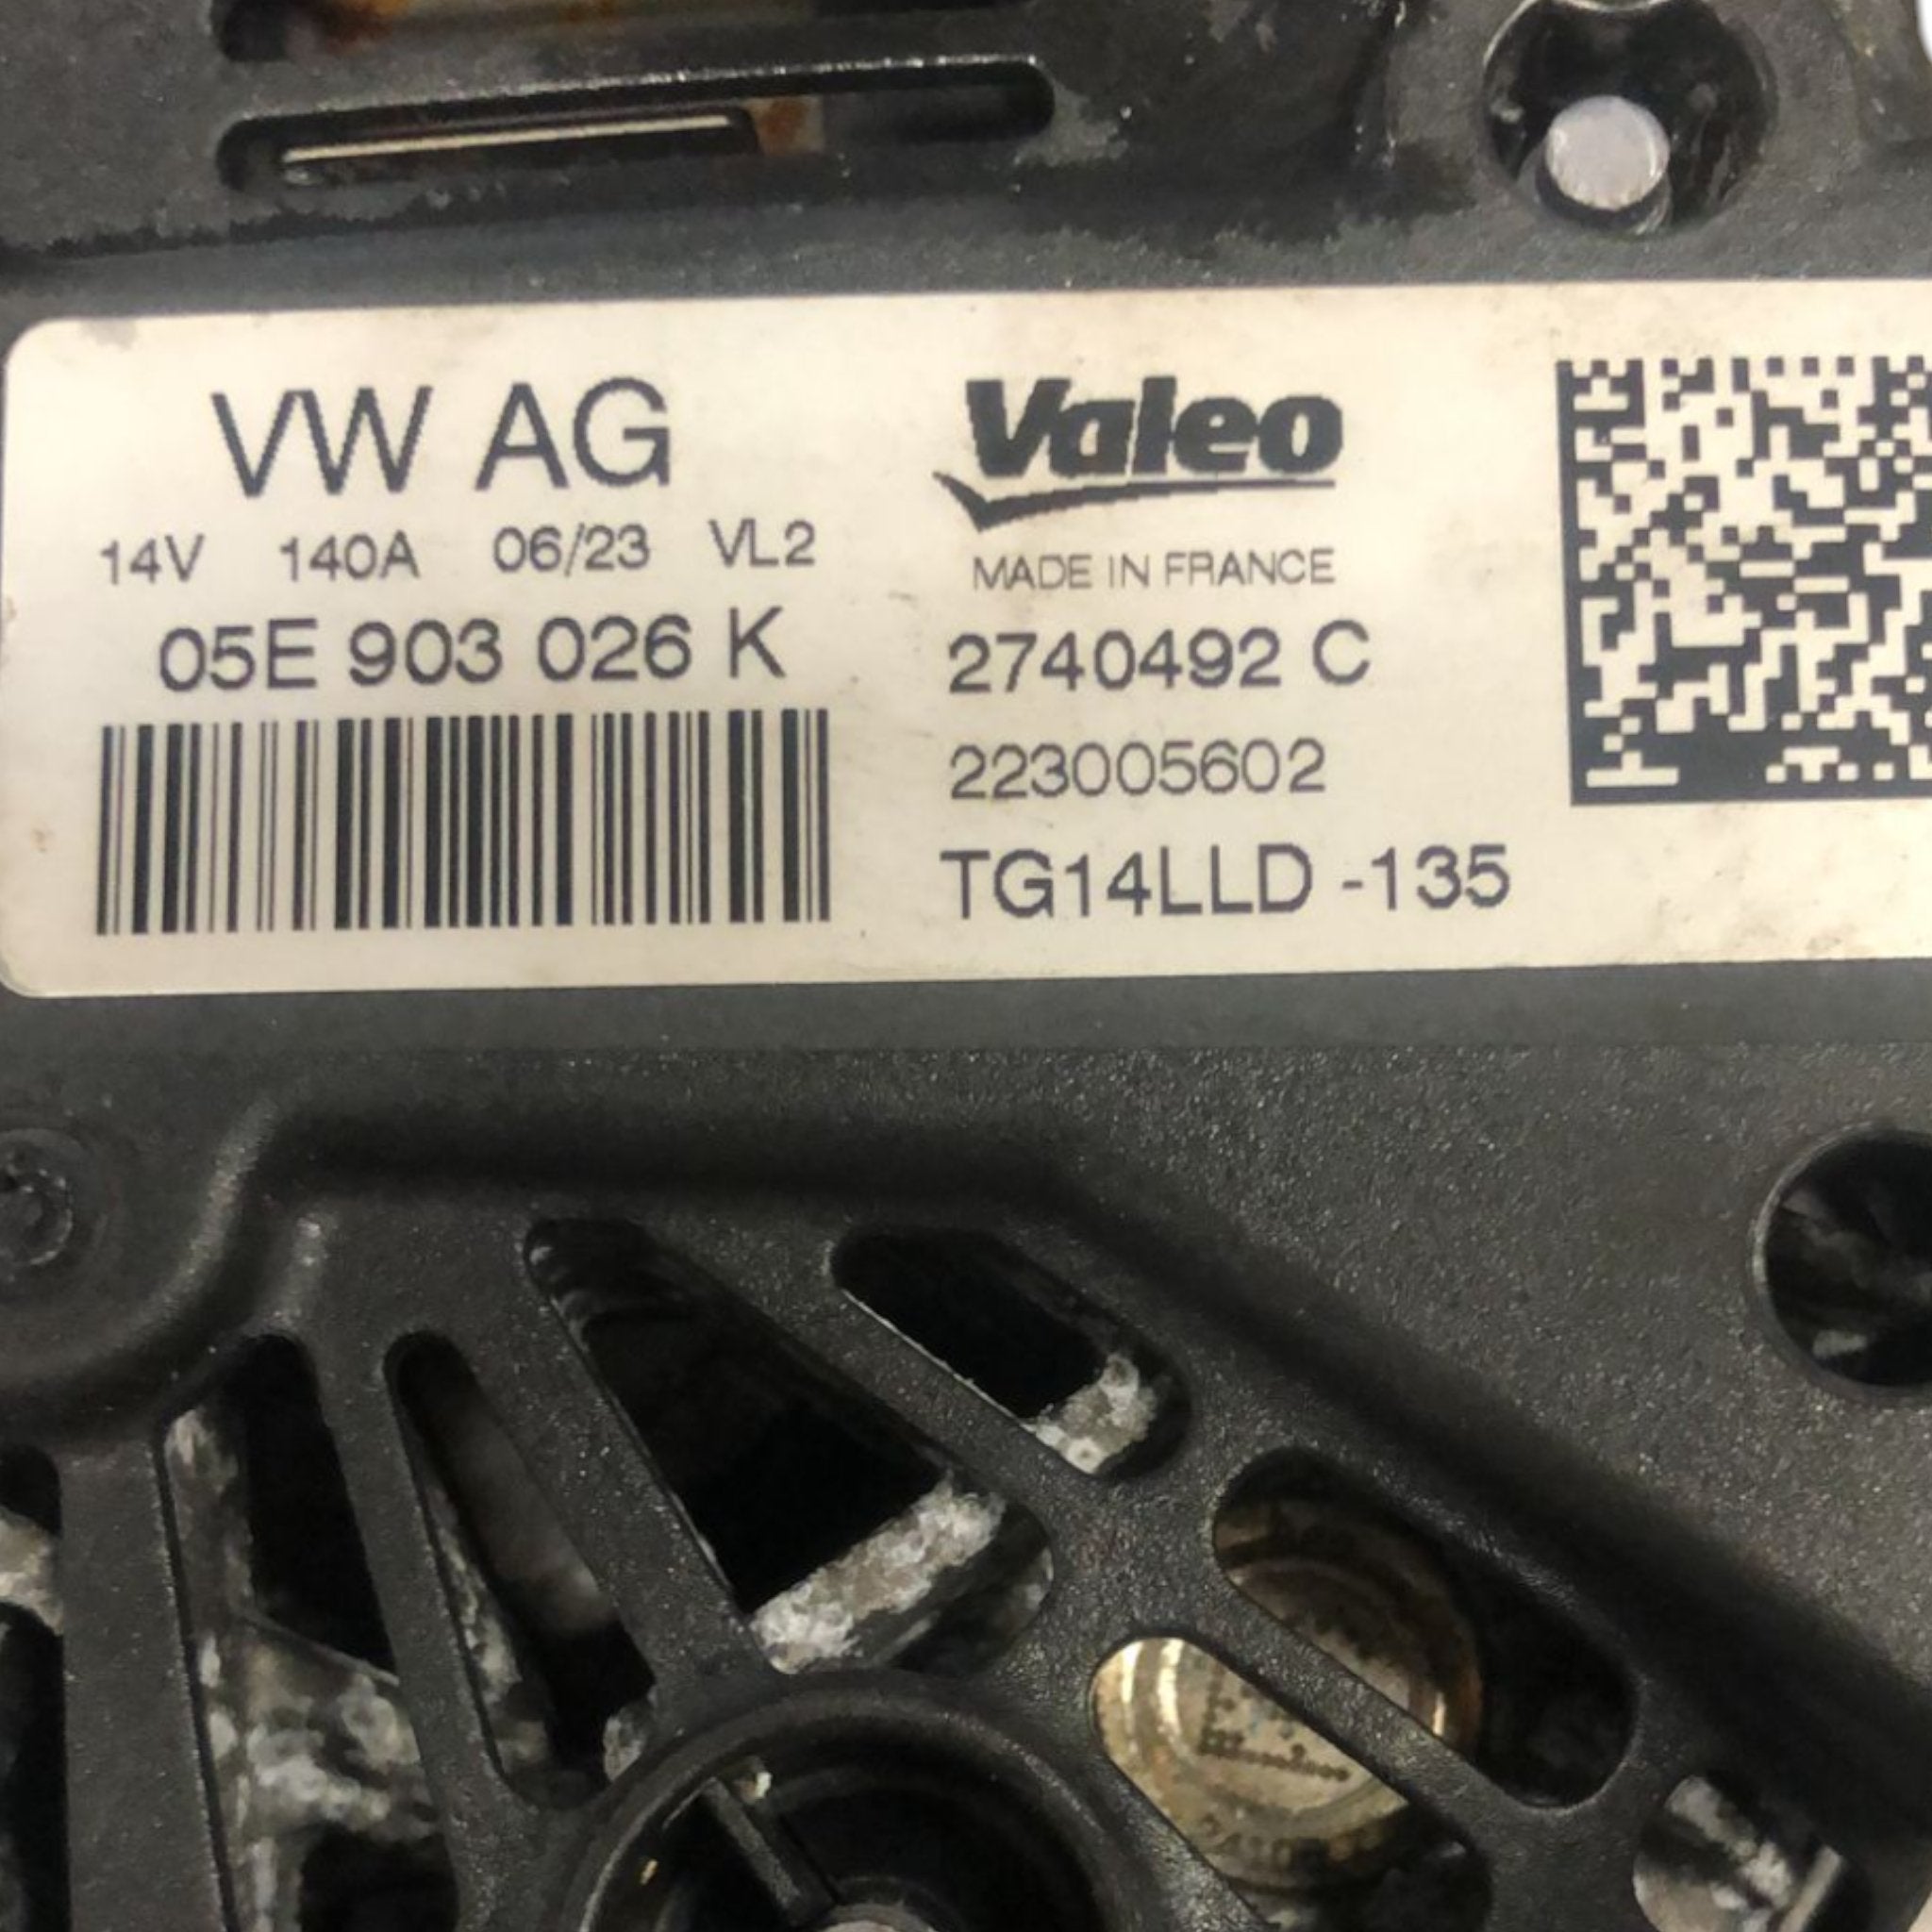 VW AG
14V 140A 06/23 VL2
05E 903 026 K
Valeo
MADE IN FRANCE
2740492 C
223005602
TG14LLD -135